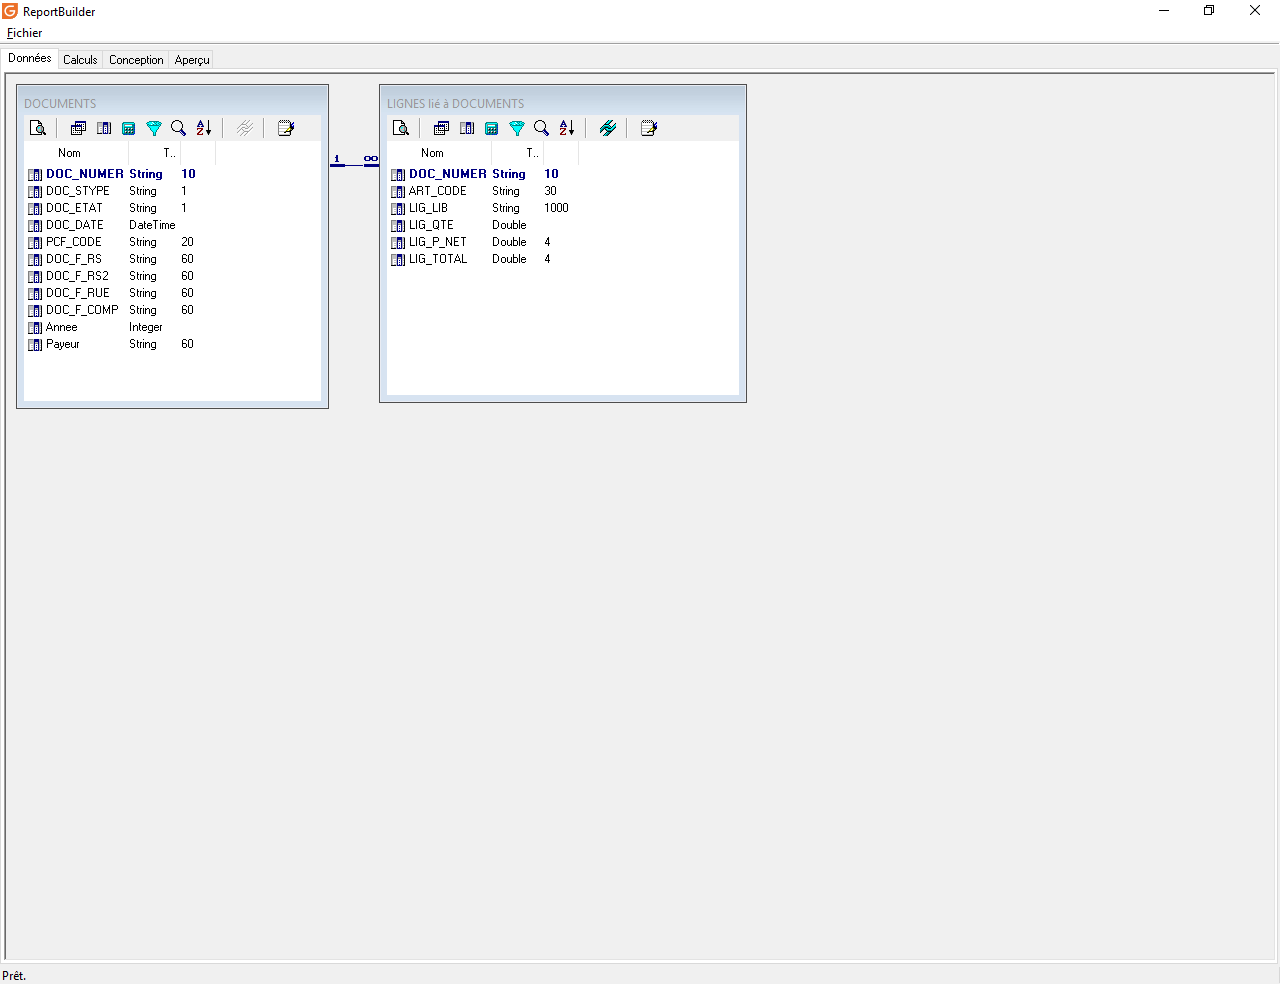 ReportBuilder
Fichier
Données Calculs Conception Aperçu
DOCUMENTS
Nom T..
DOC_NUMER String 10
DOC_STYPE String 1
DOC_ETAT String 1
DOC_DATE DateTime
PCF_CODE String 20
DOC_F_RS String 60
DOC_F_RS2 String 60
DOC_F_RUE String 60
DOC_F_COMP String 60
Annee Integer
Payeur String 60
1 ∞
LIGNES lié à DOCUMENTS
Nom T..
DOC_NUMER String 10
ART_CODE String 30
LIG_LIB String 1000
LIG_QTE Double
LIG_P_NET Double 4
LIG_TOTAL Double 4
Prêt.